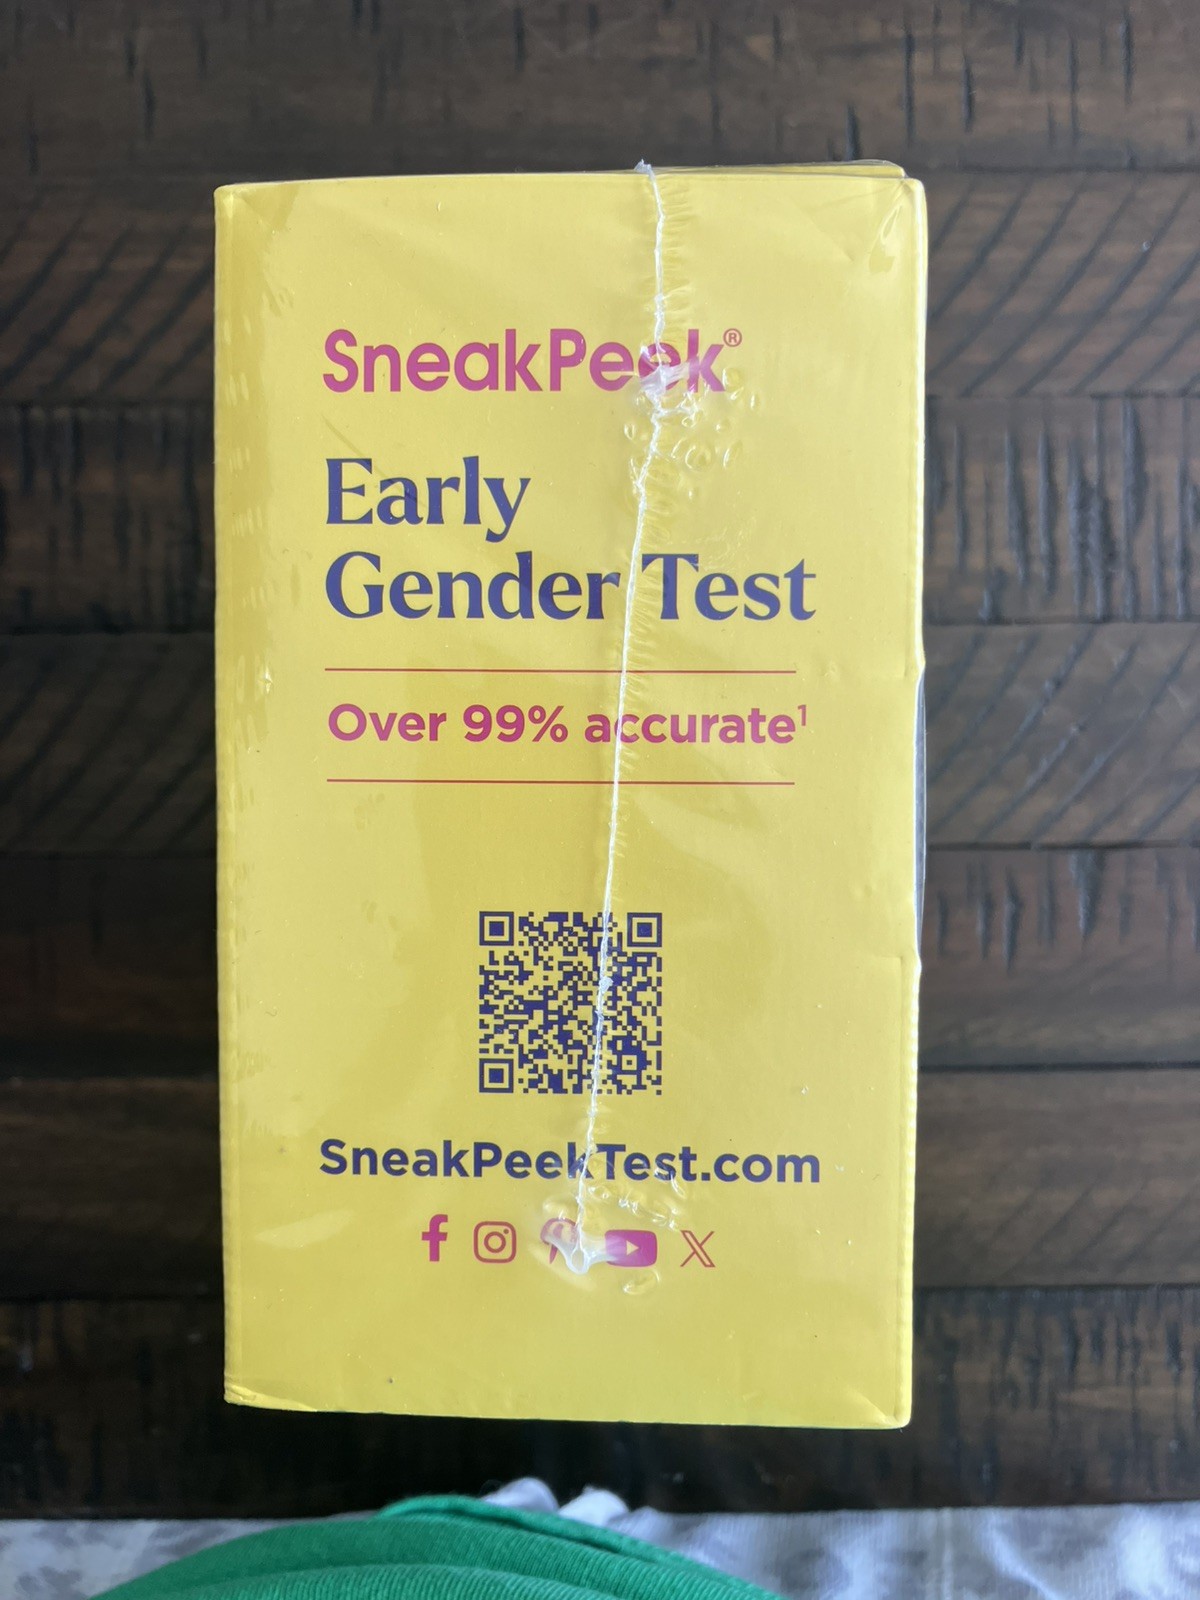 SneakPeek®
Early
Gender Test
Over 99% accurate¹
SneakPeekTest.com